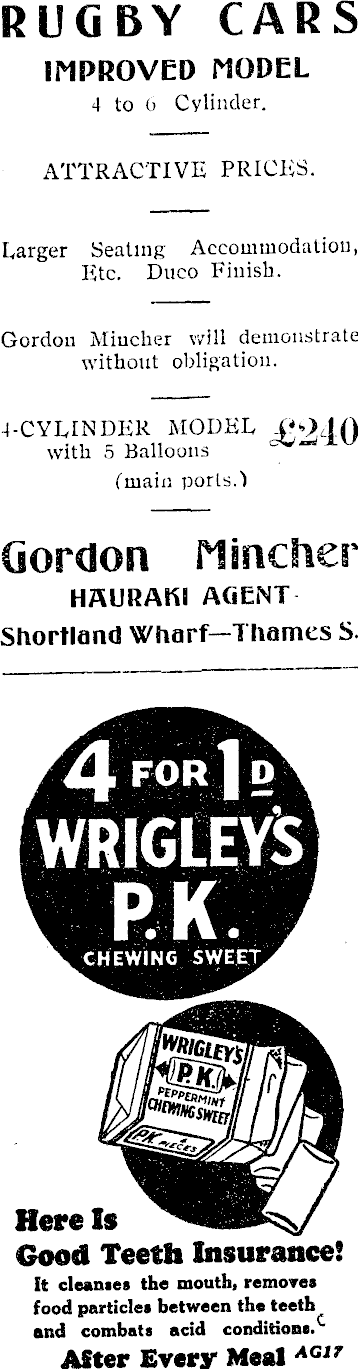 RUGBY CARS
IMPROVED MODEL
4 to 6 Cylinder.
ATTRACTIVE PRICES.
Larger Seating Accommodation,
Etc. Duco Finish.
Gordon Mincher will demonstrate
without obligation.
4-CYLINDER MODEL £240
with 5 Balloons
(main ports.)
Gordon Mincher
HAURAKI AGENT
Shortland Wharf—Thames S.
4 FOR 1D
WRIGLEY'S
P.K.
CHEWING SWEET
WRIGLEY'S
P.K.
PEPPERMINT
CHEWING SWEET
P.K. 4 PIECES
Here Is
Good Teeth Insurance!
It cleanses the mouth, removes
food particles between the teeth
and combats acid conditions.
After Every Meal AG17